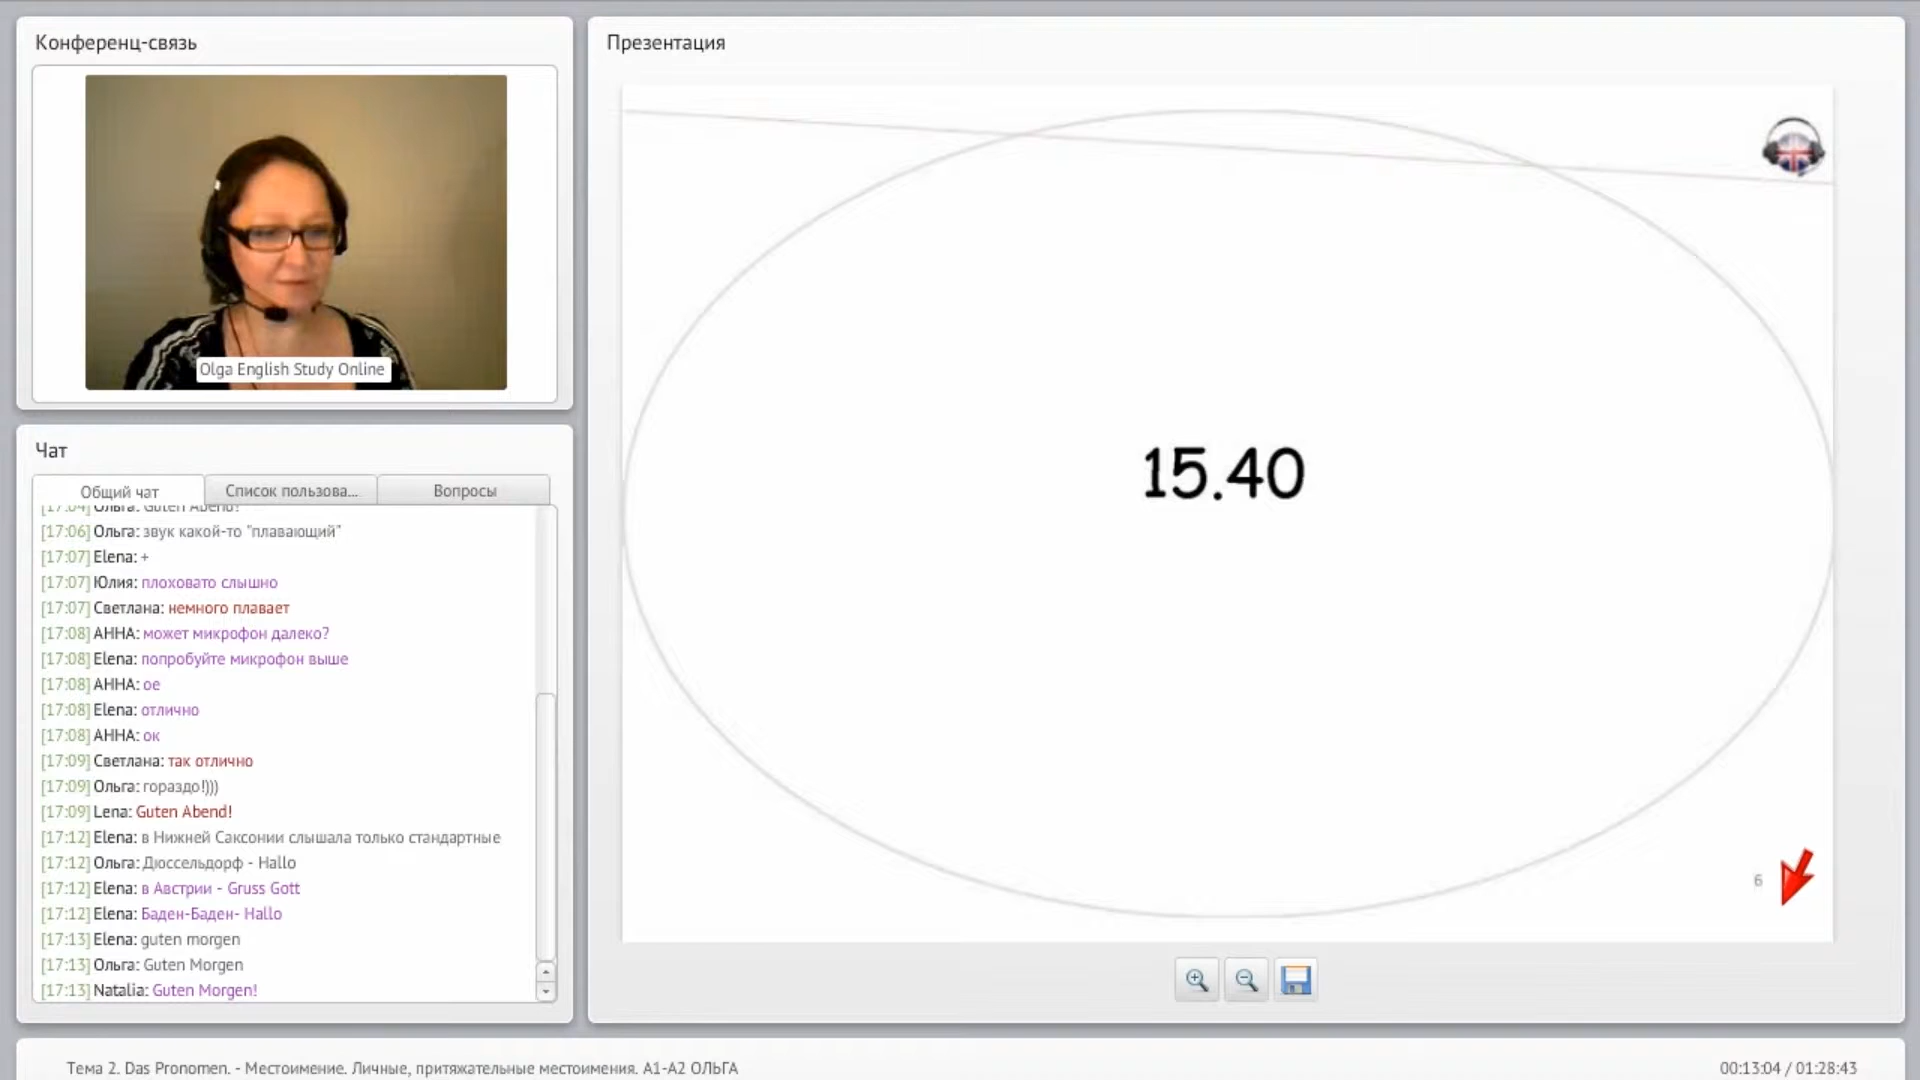 Конференц-связь
Olga English Study Online
Чат
Общий чат
Список пользова...
Вопросы
[17:04] Ольга: Guten Abend!
[17:06] Ольга: звук какой-то "плавающий"
[17:07] Elena: +
[17:07] Юлия: плоховато слышно
[17:07] Светлана: немного плавает
[17:08] АННА: может микрофон далеко?
[17:08] Elena: попробуйте микрофон выше
[17:08] АННА: ое
[17:08] Elena: отлично
[17:08] АННА: ок
[17:09] Светлана: так отлично
[17:09] Ольга: гораздо!)))
[17:09] Lena: Guten Abend!
[17:12] Elena: в Нижней Саксонии слышала только стандартные
[17:12] Ольга: Дюссельдорф - Hallo
[17:12] Elena: в Австрии - Gruss Gott
[17:12] Elena: Баден-Баден- Hallo
[17:13] Elena: guten morgen
[17:13] Ольга: Guten Morgen
[17:13] Natalia: Guten Morgen!
Презентация
15.40
6
Тема 2. Das Pronomen. - Местоимение. Личные, притяжательные местоимения. А1-А2 ОЛЬГА
00:13:04 / 01:28:43